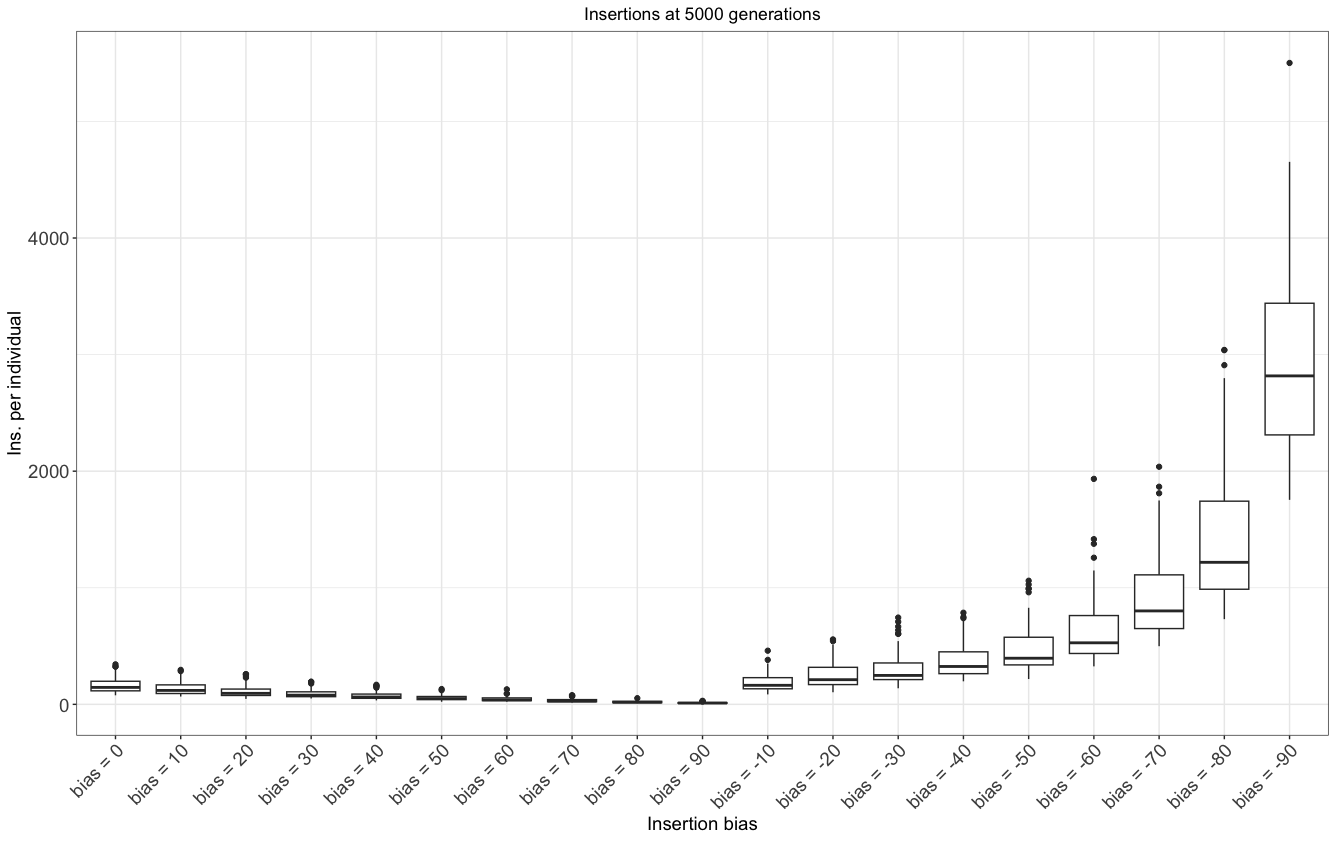 Insertions at 5000 generations
Ins. per individual
4000
2000
0
bias = 0
bias = 10
bias = 20
bias = 30
bias = 40
bias = 50
bias = 60
bias = 70
bias = 80
bias = 90
bias = -10
bias = -20
bias = -30
bias = -40
bias = -50
bias = -60
bias = -70
bias = -80
bias = -90
Insertion bias